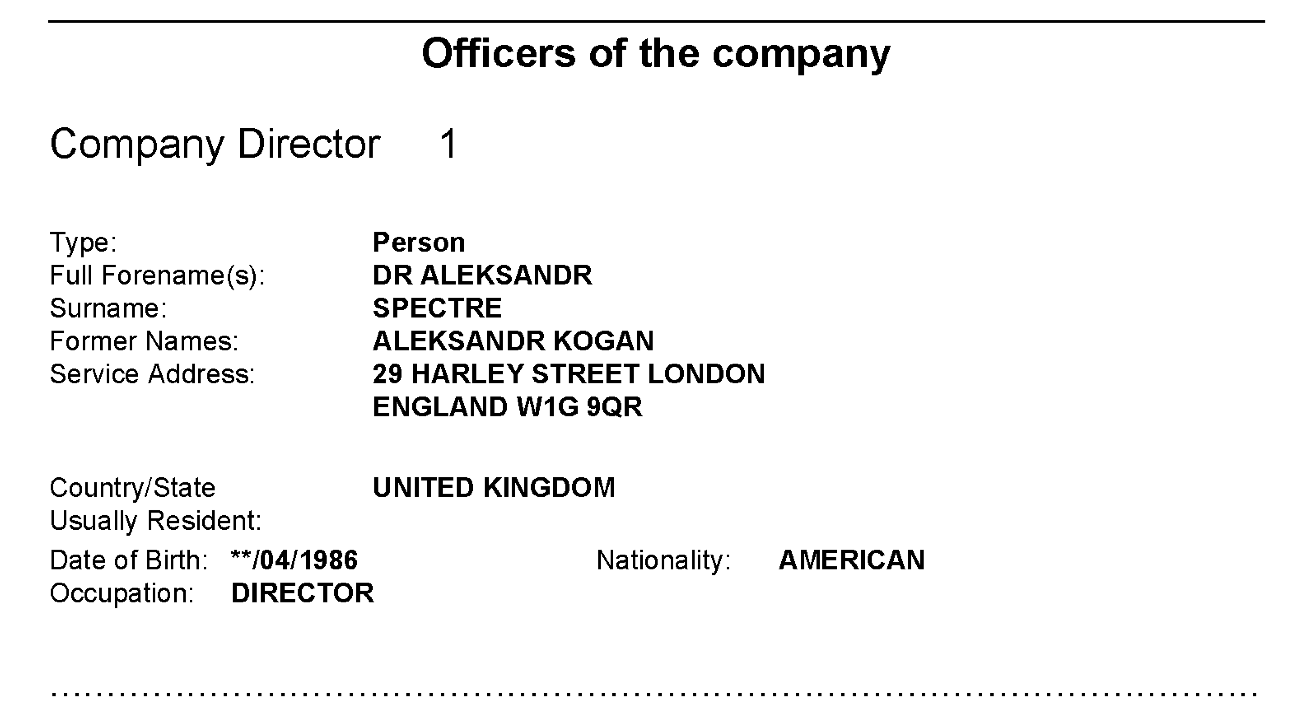 Officers of the company
Company Director 1
Type: Person
Full Forename(s): DR ALEKSANDR
Surname: SPECTRE
Former Names: ALEKSANDR KOGAN
Service Address: 29 HARLEY STREET LONDON
ENGLAND W1G 9QR
Country/State UNITED KINGDOM
Usually Resident:
Date of Birth: **/04/1986 Nationality: AMERICAN
Occupation: DIRECTOR